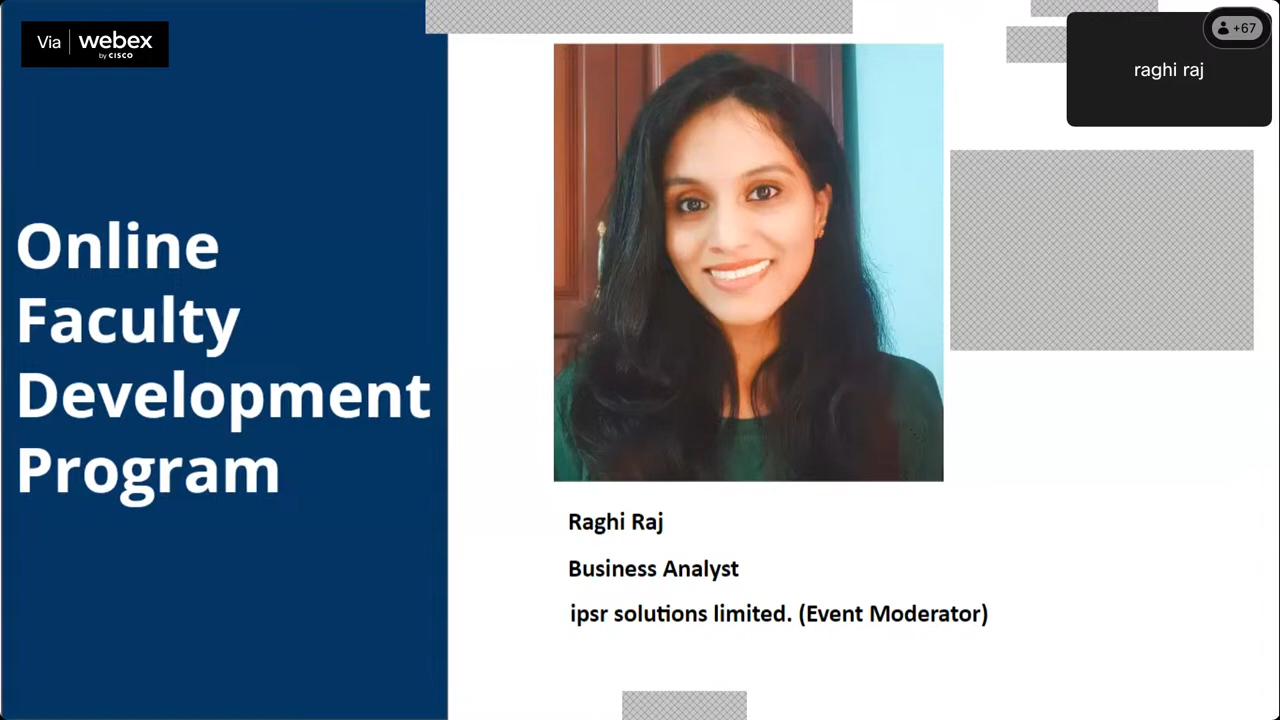 Via webex
by CISCO
+67
raghi raj
Online
Faculty
Development
Program
Raghi Raj
Business Analyst
ipsr solutions limited. (Event Moderator)